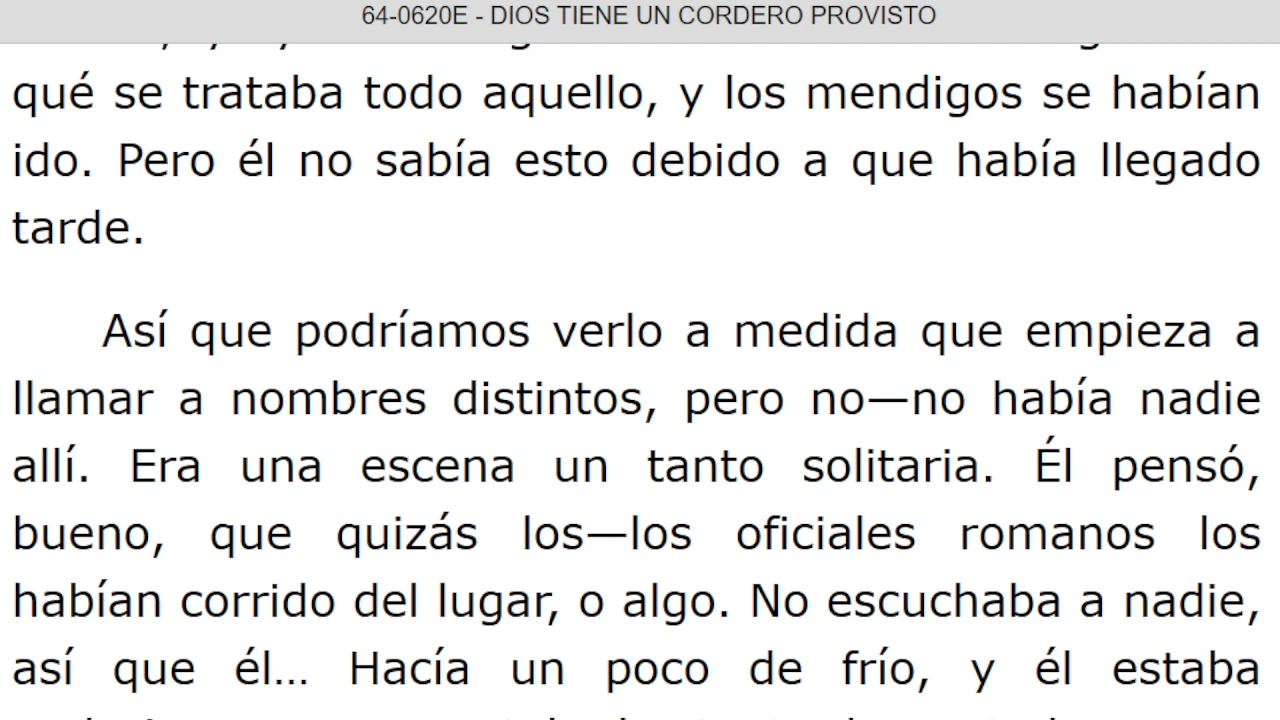 64-0620E - DIOS TIENE UN CORDERO PROVISTO
qué se trataba todo aquello, y los mendigos se habían
ido. Pero él no sabía esto debido a que había llegado
tarde.
Así que podríamos verlo a medida que empieza a
llamar a nombres distintos, pero no—no había nadie
allí. Era una escena un tanto solitaria. Él pensó,
bueno, que quizás los—los oficiales romanos los
habían corrido del lugar, o algo. No escuchaba a nadie,
así que él... Hacía un poco de frío, y él estaba